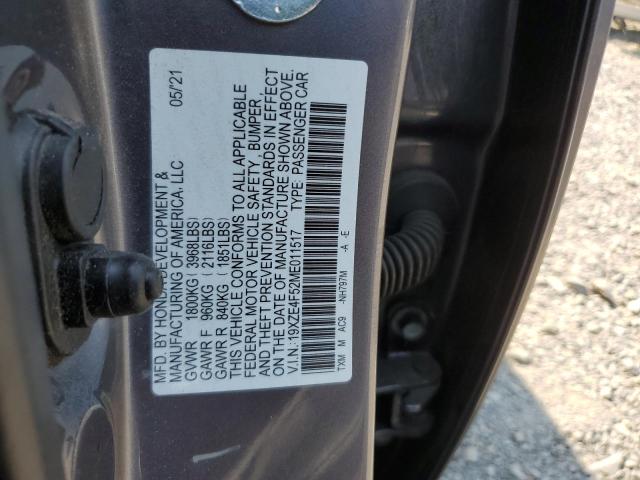 MFD. BY HONDA DEVELOPMENT &
MANUFACTURING OF AMERICA, LLC 05/'21
GVWR 1800KG ( 3968LBS)
GAWR F 960KG ( 2116LBS)
GAWR R 840KG ( 1851LBS)
THIS VEHICLE CONFORMS TO ALL APPLICABLE
FEDERAL MOTOR VEHICLE SAFETY, BUMPER,
AND THEFT PREVENTION STANDARDS IN EFFECT
ON THE DATE OF MANUFACTURE SHOWN ABOVE.
V.I.N.: 19XZE4F52ME011517 TYPE: PASSENGER CAR
TXM M AC9 -NH797M -A -E